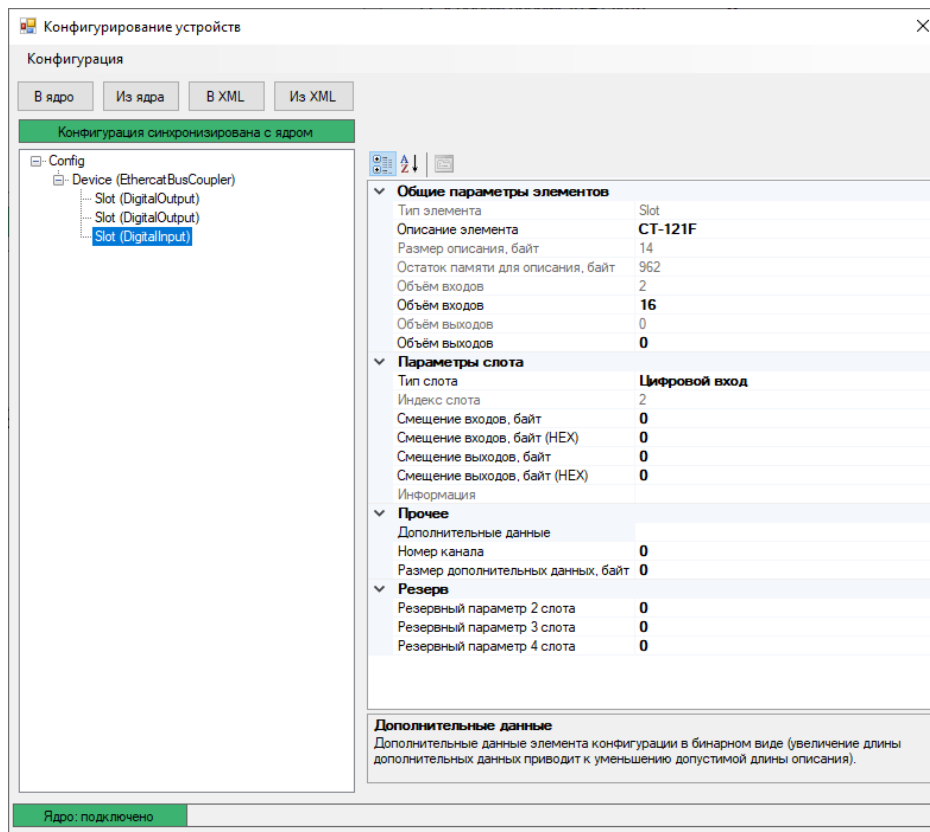 Конфигурирование устройств
Конфигурация
В ядро Из ядра В XML Из XML
Конфигурация синхронизирована с ядром
Config
Device (EthercatBusCoupler)
Slot (DigitalOutput)
Slot (DigitalOutput)
Slot (DigitalInput)
Общие параметры элементов
Тип элемента Slot
Описание элемента CT-121F
Размер описания, байт 14
Остаток памяти для описания, байт 962
Объём входов 2
Объём входов 16
Объём выходов 0
Объём выходов 0
Параметры слота
Тип слота Цифровой вход
Индекс слота 2
Смещение входов, байт 0
Смещение входов, байт (HEX) 0
Смещение выходов, байт 0
Смещение выходов, байт (HEX) 0
Информация
Прочее
Дополнительные данные
Номер канала 0
Размер дополнительных данных, байт 0
Резерв
Резервный параметр 2 слота 0
Резервный параметр 3 слота 0
Резервный параметр 4 слота 0
Дополнительные данные
Дополнительные данные элемента конфигурации в бинарном виде (увеличение длины
дополнительных данных приводит к уменьшению допустимой длины описания).
Ядро: подключено